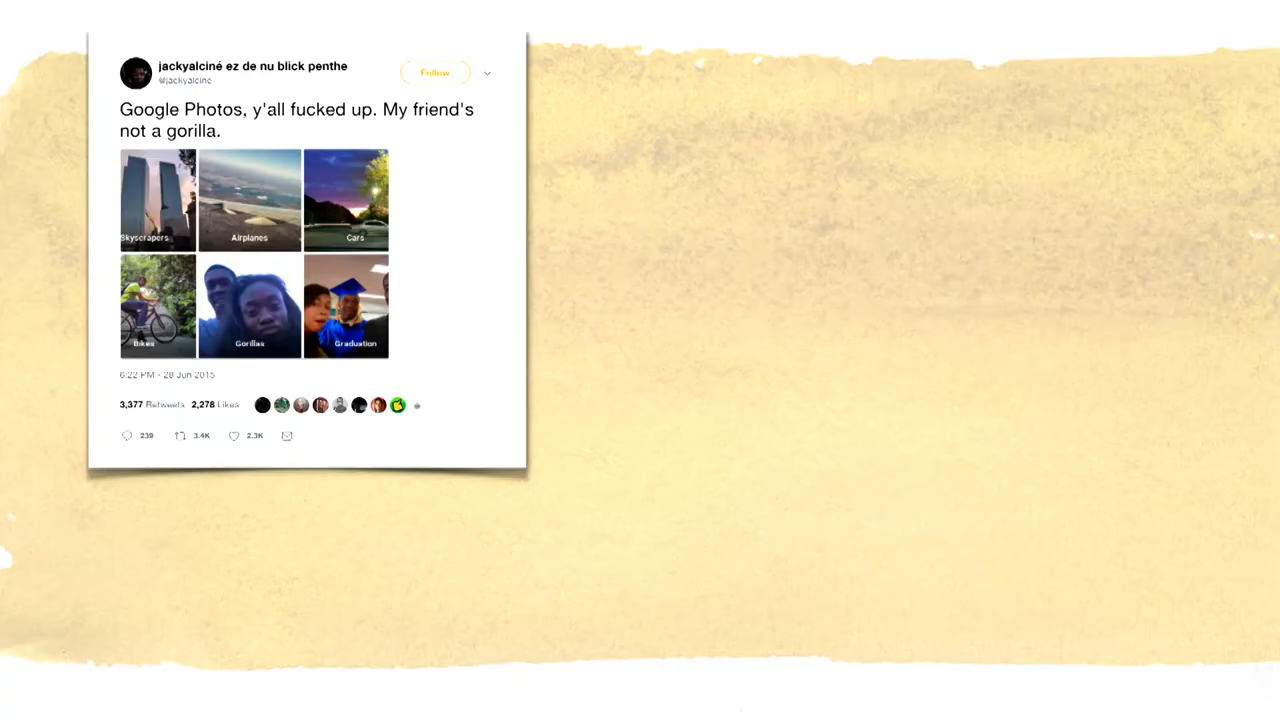 jackyalciné ez de nu blick penthe
@jackyalcine
Follow
Google Photos, y'all fucked up. My friend's
not a gorilla.
Skyscrapers Airplanes Cars
Bikes Gorillas Graduation
6:22 PM - 28 Jun 2015
3,377 Retweets 2,278 Likes
239 3.4K 2.3K